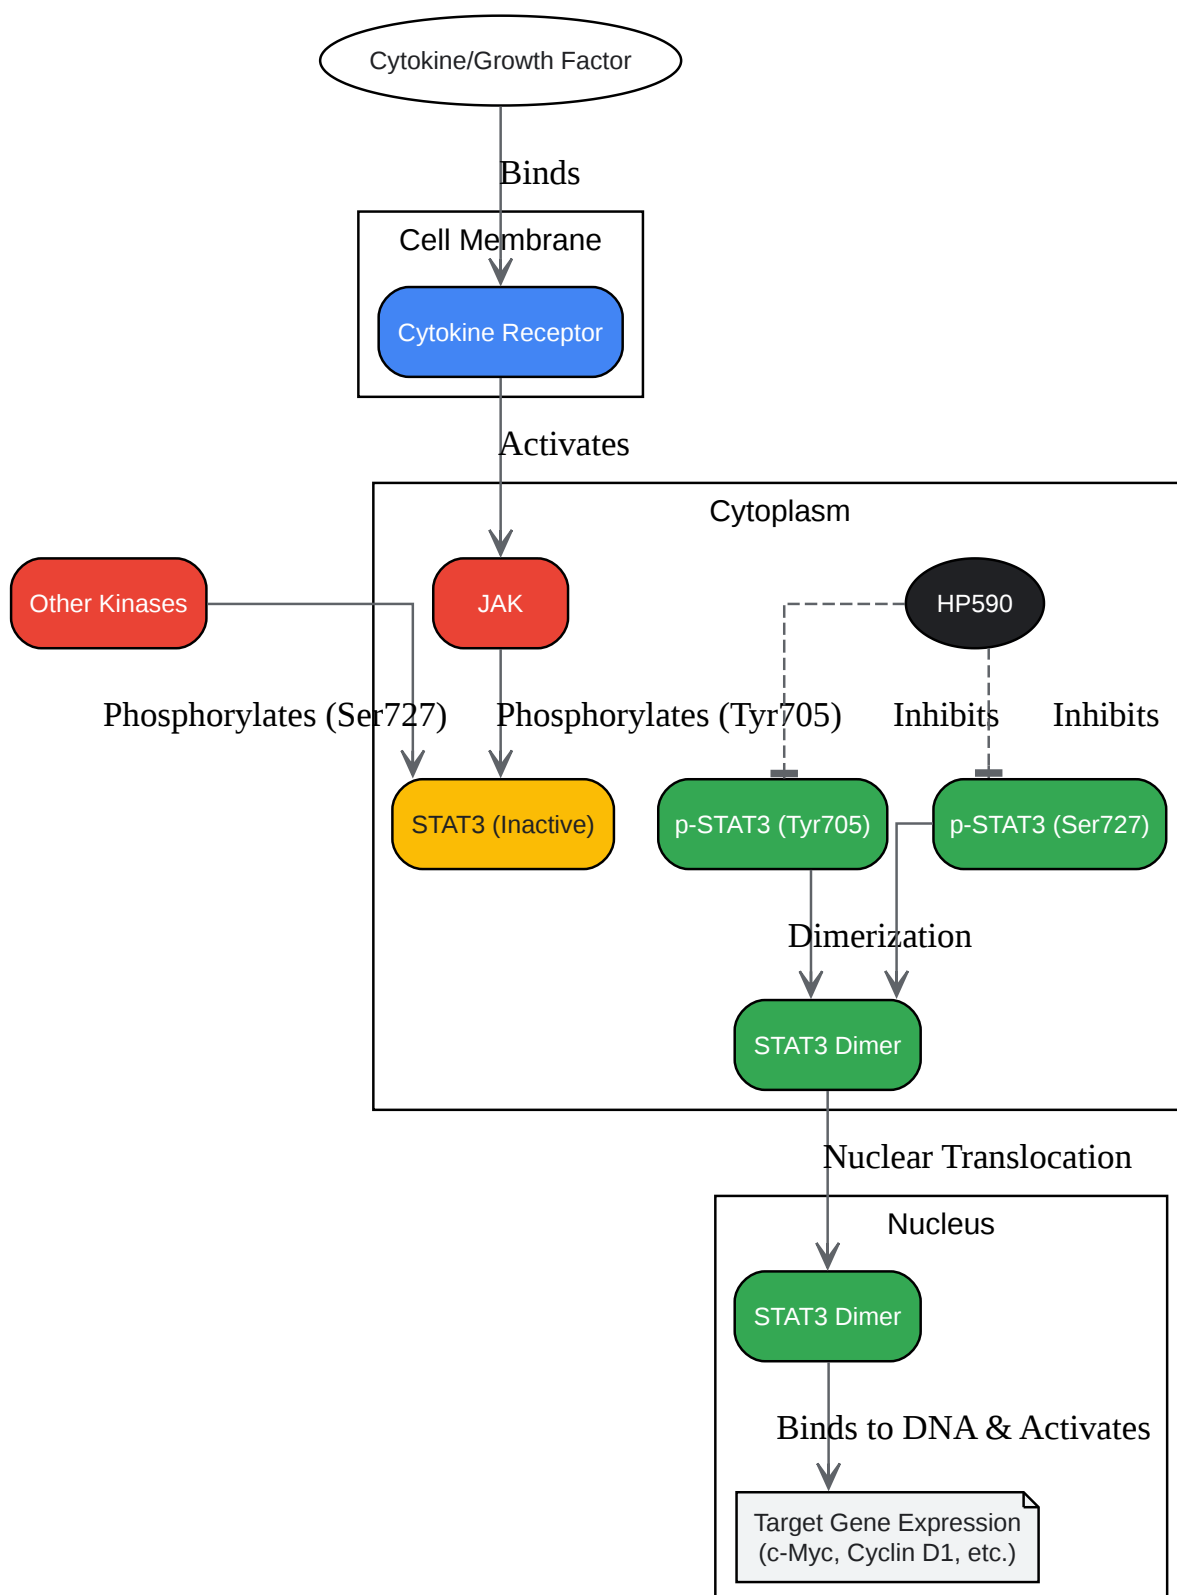 Cytokine/Growth Factor
Binds
Cell Membrane
Cytokine Receptor
Activates
Cytoplasm
Other Kinases
JAK
HP590
Phosphorylates (Ser727)
Phosphorylates (Tyr705)
Inhibits
Inhibits
STAT3 (Inactive)
p-STAT3 (Tyr705)
p-STAT3 (Ser727)
Dimerization
STAT3 Dimer
Nuclear Translocation
Nucleus
STAT3 Dimer
Binds to DNA & Activates
Target Gene Expression
(c-Myc, Cyclin D1, etc.)